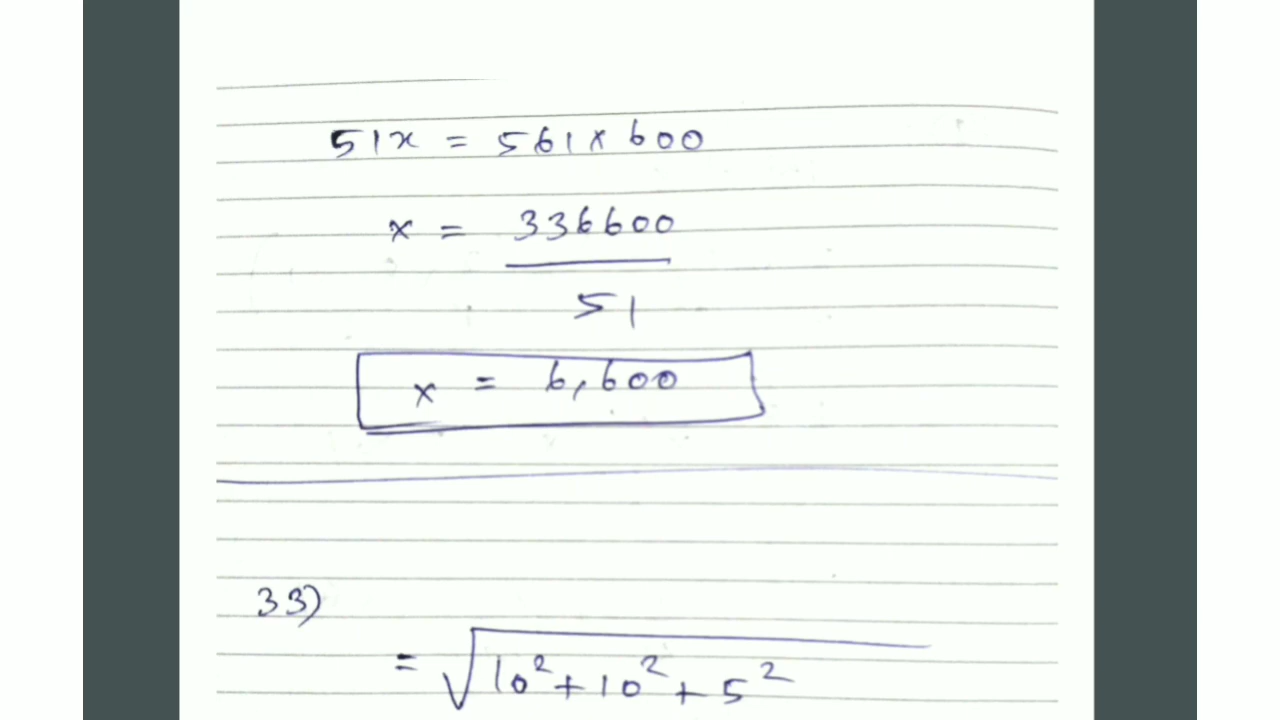 51x = 561 x 600
x = 336600
51
x = 6,600
33)
= √10² + 10² + 5²